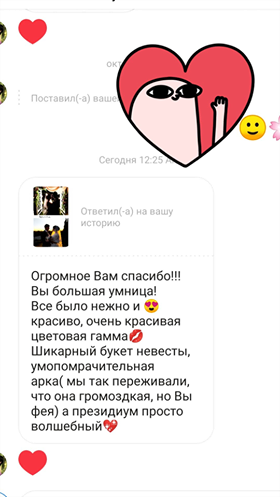 окт
Поставил(-а) ваше
Сегодня 12:25 A
Ответил(-а) на вашу
историю
Огромное Вам спасибо!!!
Вы большая умница!
Все было нежно и 😍
красиво, очень красивая
цветовая гамма💋
Шикарный букет невесты,
умопомрачительная
арка( мы так переживали,
что она громоздкая, но Вы
фея) а президиум просто
волшебный💖